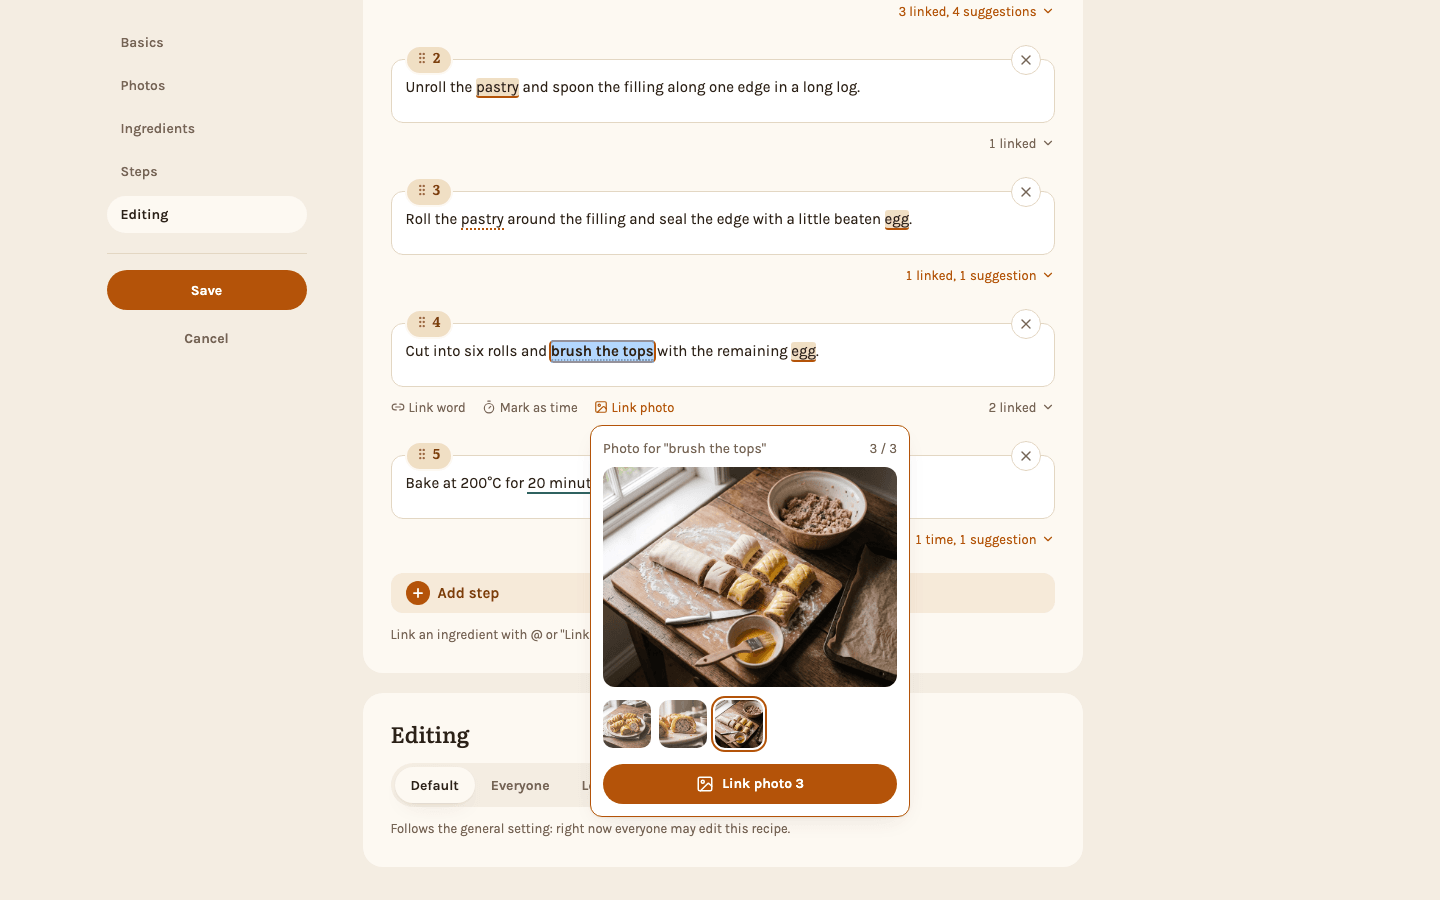 3 linked, 4 suggestions
Basics
Photos
Ingredients
Steps
Editing
Save
Cancel
2
Unroll the pastry and spoon the filling along one edge in a long log.
1 linked
3
Roll the pastry around the filling and seal the edge with a little beaten egg.
1 linked, 1 suggestion
4
Cut into six rolls and brush the tops with the remaining egg.
Link word
Mark as time
Link photo
2 linked
Photo for "brush the tops"
3 / 3
5
Bake at 200°C for 20 minut
1 time, 1 suggestion
Add step
Link an ingredient with @ or "Link
Link photo 3
Editing
Default
Everyone
Follows the general setting: right now everyone may edit this recipe.